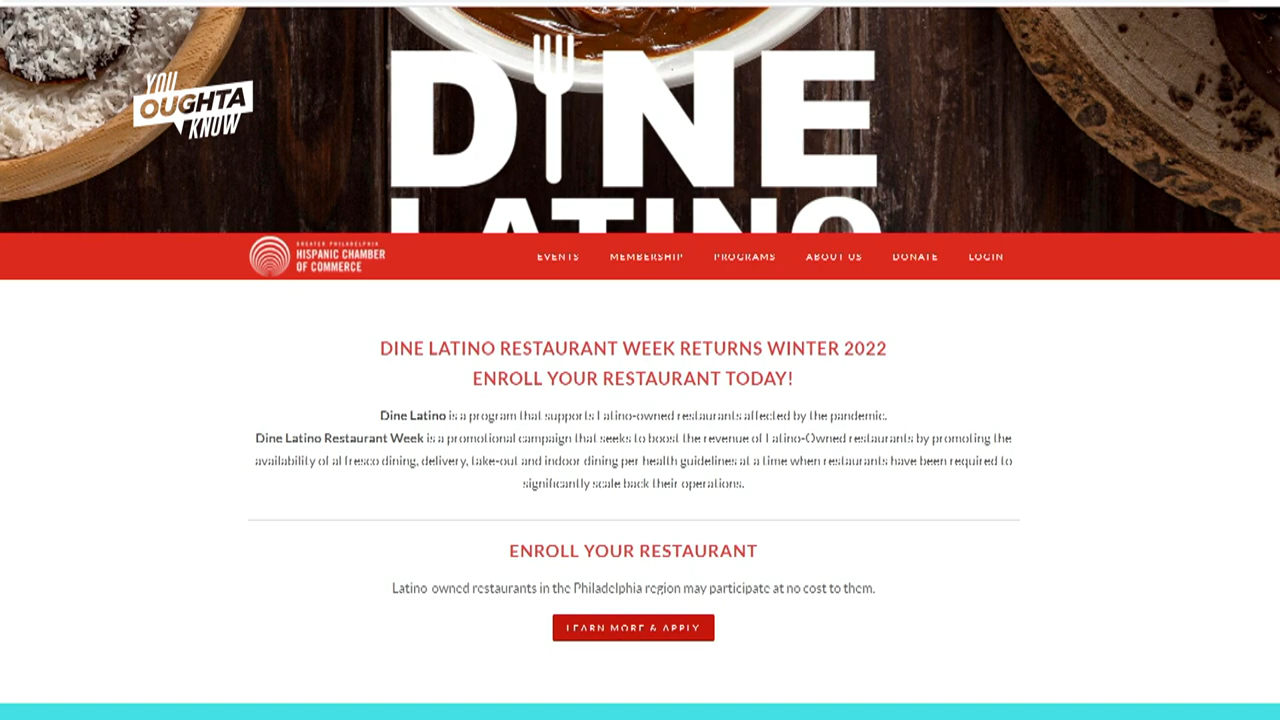 YOU
OUGHTA
KNOW
DINE
LATINO
GREATER PHILADELPHIA
HISPANIC CHAMBER
OF COMMERCE
EVENTS MEMBERSHIP PROGRAMS ABOUT US DONATE LOGIN
DINE LATINO RESTAURANT WEEK RETURNS WINTER 2022
ENROLL YOUR RESTAURANT TODAY!
Dine Latino is a program that supports Latino-owned restaurants affected by the pandemic.
Dine Latino Restaurant Week is a promotional campaign that seeks to boost the revenue of Latino-Owned restaurants by promoting the
availability of al fresco dining, delivery, take-out and indoor dining per health guidelines at a time when restaurants have been required to
significantly scale back their operations.
ENROLL YOUR RESTAURANT
Latino-owned restaurants in the Philadelphia region may participate at no cost to them.
LEARN MORE & APPLY